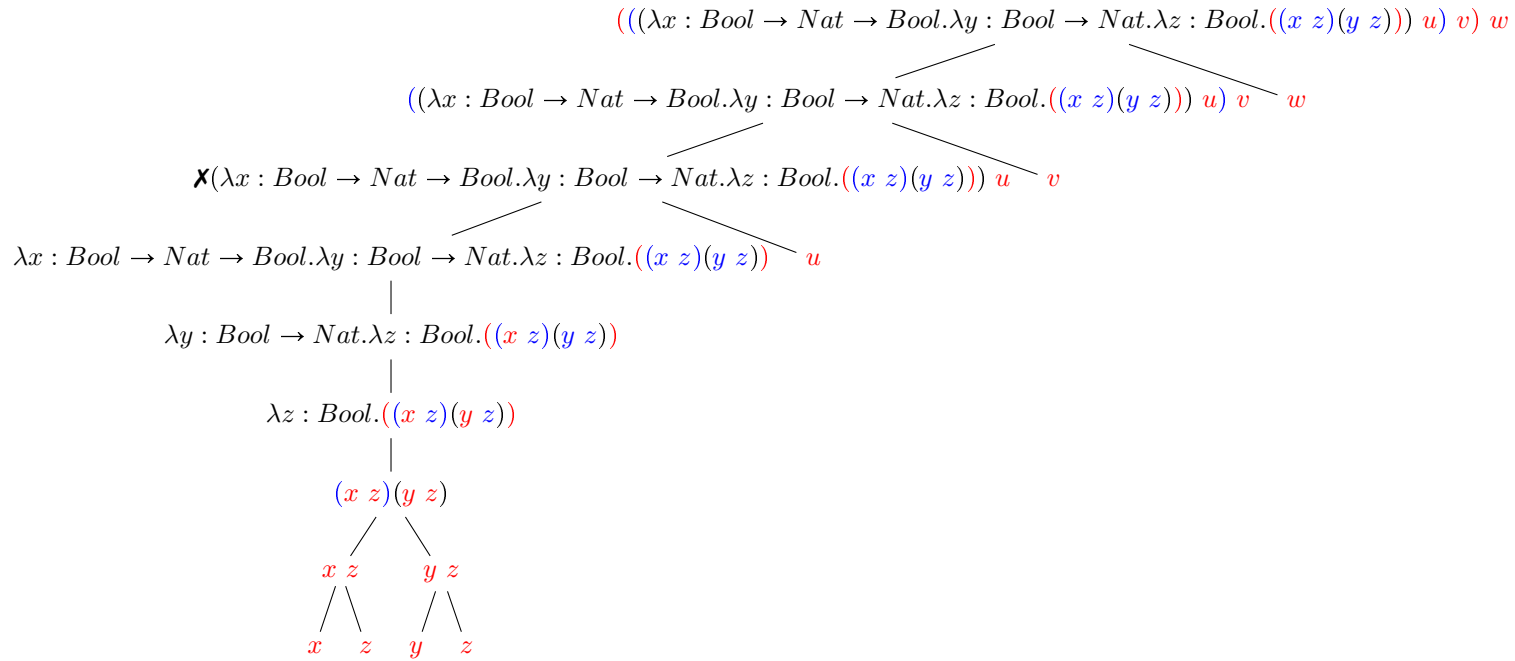 (((λx : Bool → Nat → Bool.λy : Bool → Nat.λz : Bool.((x z)(y z))) u) v) w
((λx : Bool → Nat → Bool.λy : Bool → Nat.λz : Bool.((x z)(y z))) u) v w
✗(λx : Bool → Nat → Bool.λy : Bool → Nat.λz : Bool.((x z)(y z))) u v
λx : Bool → Nat → Bool.λy : Bool → Nat.λz : Bool.((x z)(y z)) u
λy : Bool → Nat.λz : Bool.((x z)(y z))
λz : Bool.((x z)(y z))
(x z)(y z)
x z y z
x z y z